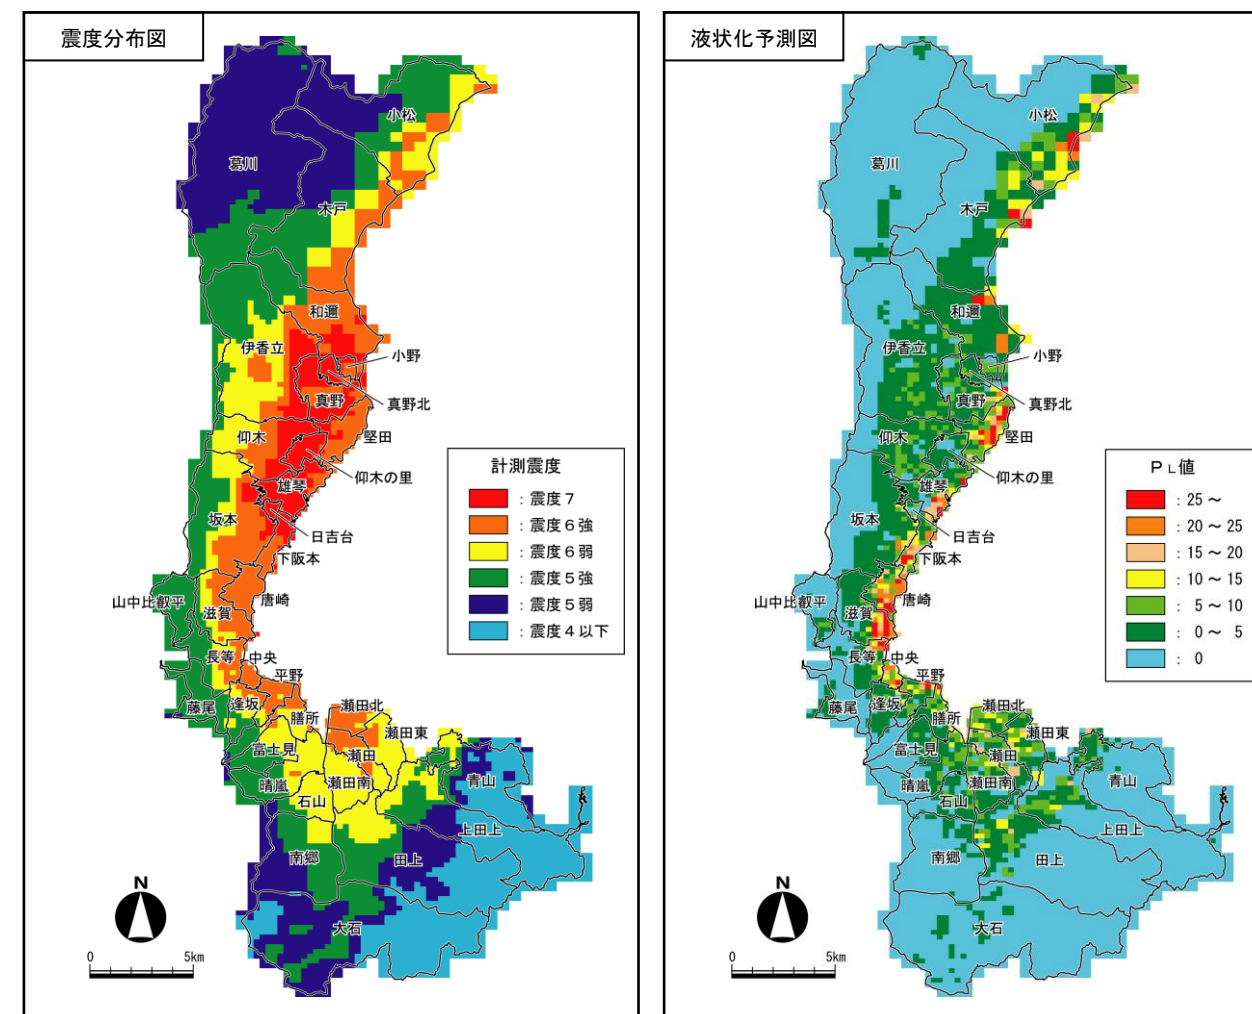 震度分布図
小松
葛川
木戸
和邇
伊香立
小野
真野北
真野
堅田
仰木
仰木の里
雄琴
坂本
日吉台
下阪本
山中比叡平
唐崎
滋賀
長等
中央
平野
藤尾
逢坂
膳所
瀬田北
瀬田東
富士見
瀬田
晴嵐
瀬田南
青山
石山
上田上
南郷
田上
大石
計測震度
：震度７
：震度６強
：震度６弱
：震度５強
：震度５弱
：震度４以下
N
0 5km
液状化予測図
小松
葛川
木戸
和邇
伊香立
小野
真野北
真野
堅田
仰木
仰木の里
雄琴
坂本
日吉台
下阪本
山中比叡平
唐崎
滋賀
長等
中央
平野
藤尾
逢坂
膳所
瀬田北
瀬田東
富士見
瀬田
晴嵐
瀬田南
青山
石山
上田上
南郷
田上
大石
ＰL値
：25～
：20～25
：15～20
：10～15
：5～10
：0～5
：0
N
0 5km